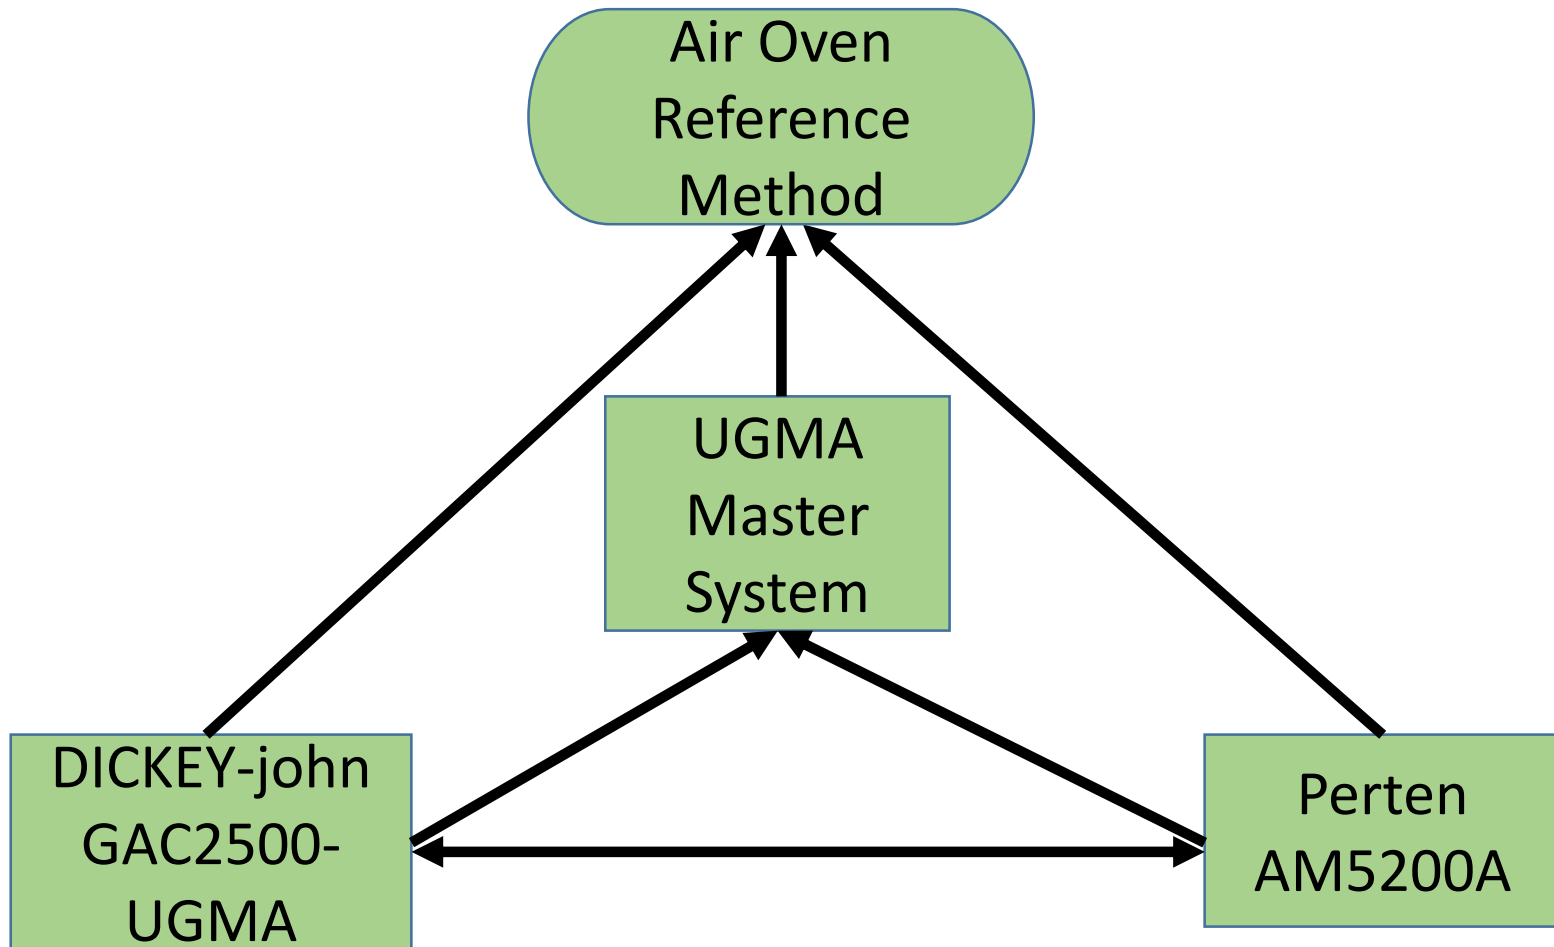 Air Oven
Reference
Method
UGMA
Master
System
DICKEY-john
GAC2500-
UGMA
Perten
AM5200A